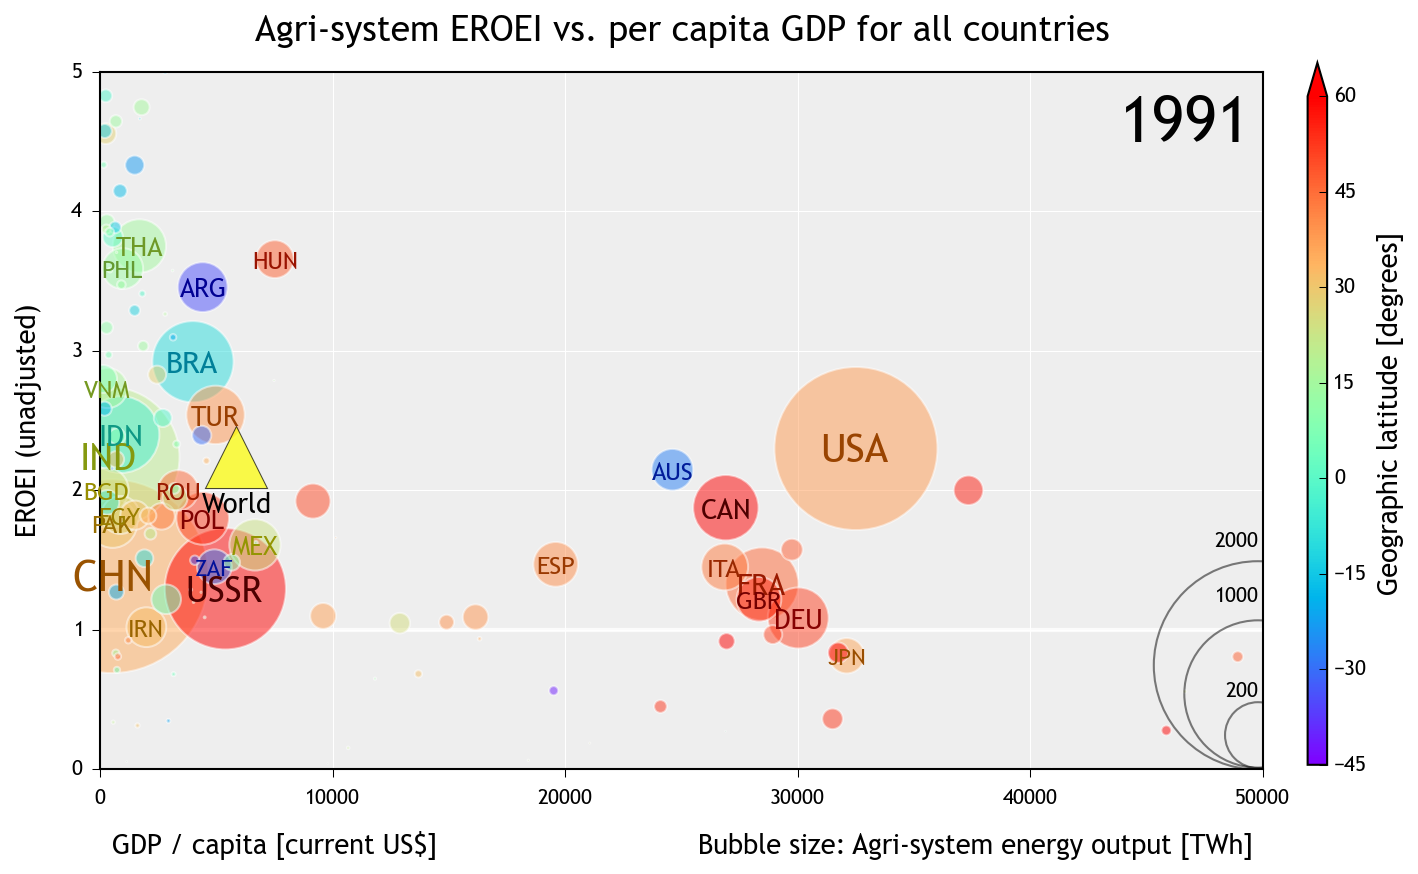 Agri-system EROEI vs. per capita GDP for all countries
1991
EROEI (unadjusted)
5
4
3
2
1
0
THA
PHL
HUN
ARG
BRA
VNM
TUR
IDN
IND
USA
AUS
BGD
ROU
World
CAN
EGY
PAK
POL
MEX
ESP
ZAF
ITA
CHN
USSR
FRA
GBR
DEU
IRN
JPN
2000
1000
200
0
10000
20000
30000
40000
50000
GDP / capita [current US$]
Bubble size: Agri-system energy output [TWh]
60
45
30
15
0
−15
−30
−45
Geographic latitude [degrees]